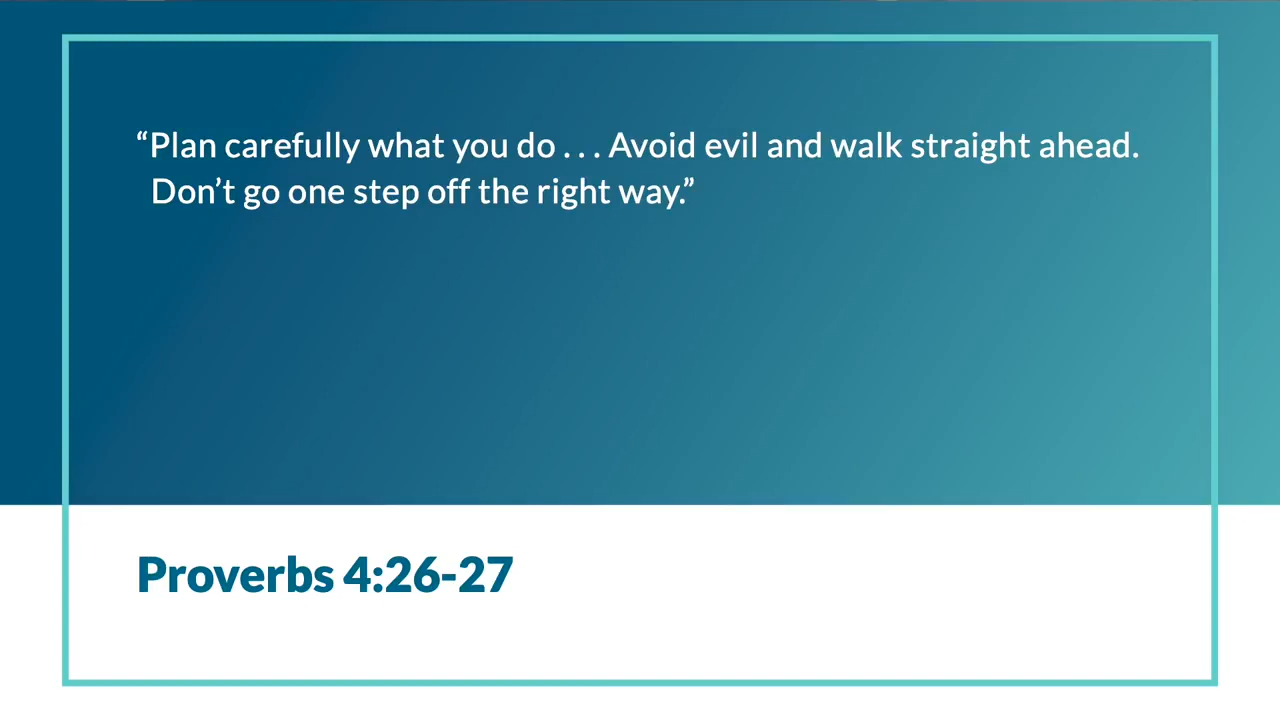 “Plan carefully what you do . . . Avoid evil and walk straight ahead.
Don’t go one step off the right way.”
Proverbs 4:26-27